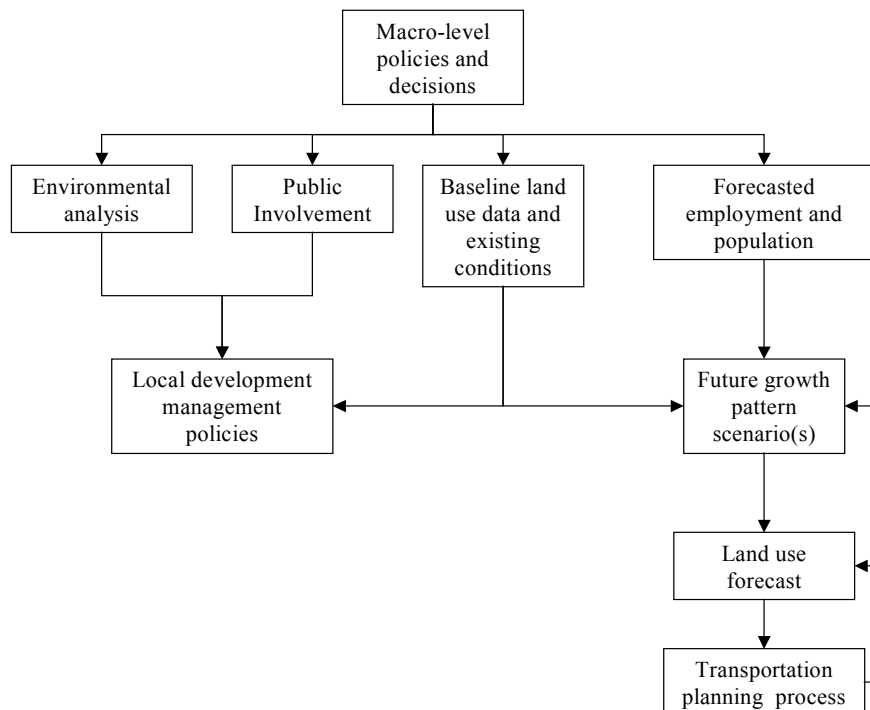 Macro-level
policies and
decisions
Environmental
analysis
Public
Involvement
Baseline land
use data and
existing
conditions
Forecasted
employment and
population
Local development
management
policies
Future growth
pattern
scenario(s)
Land use
forecast
Transportation
planning process